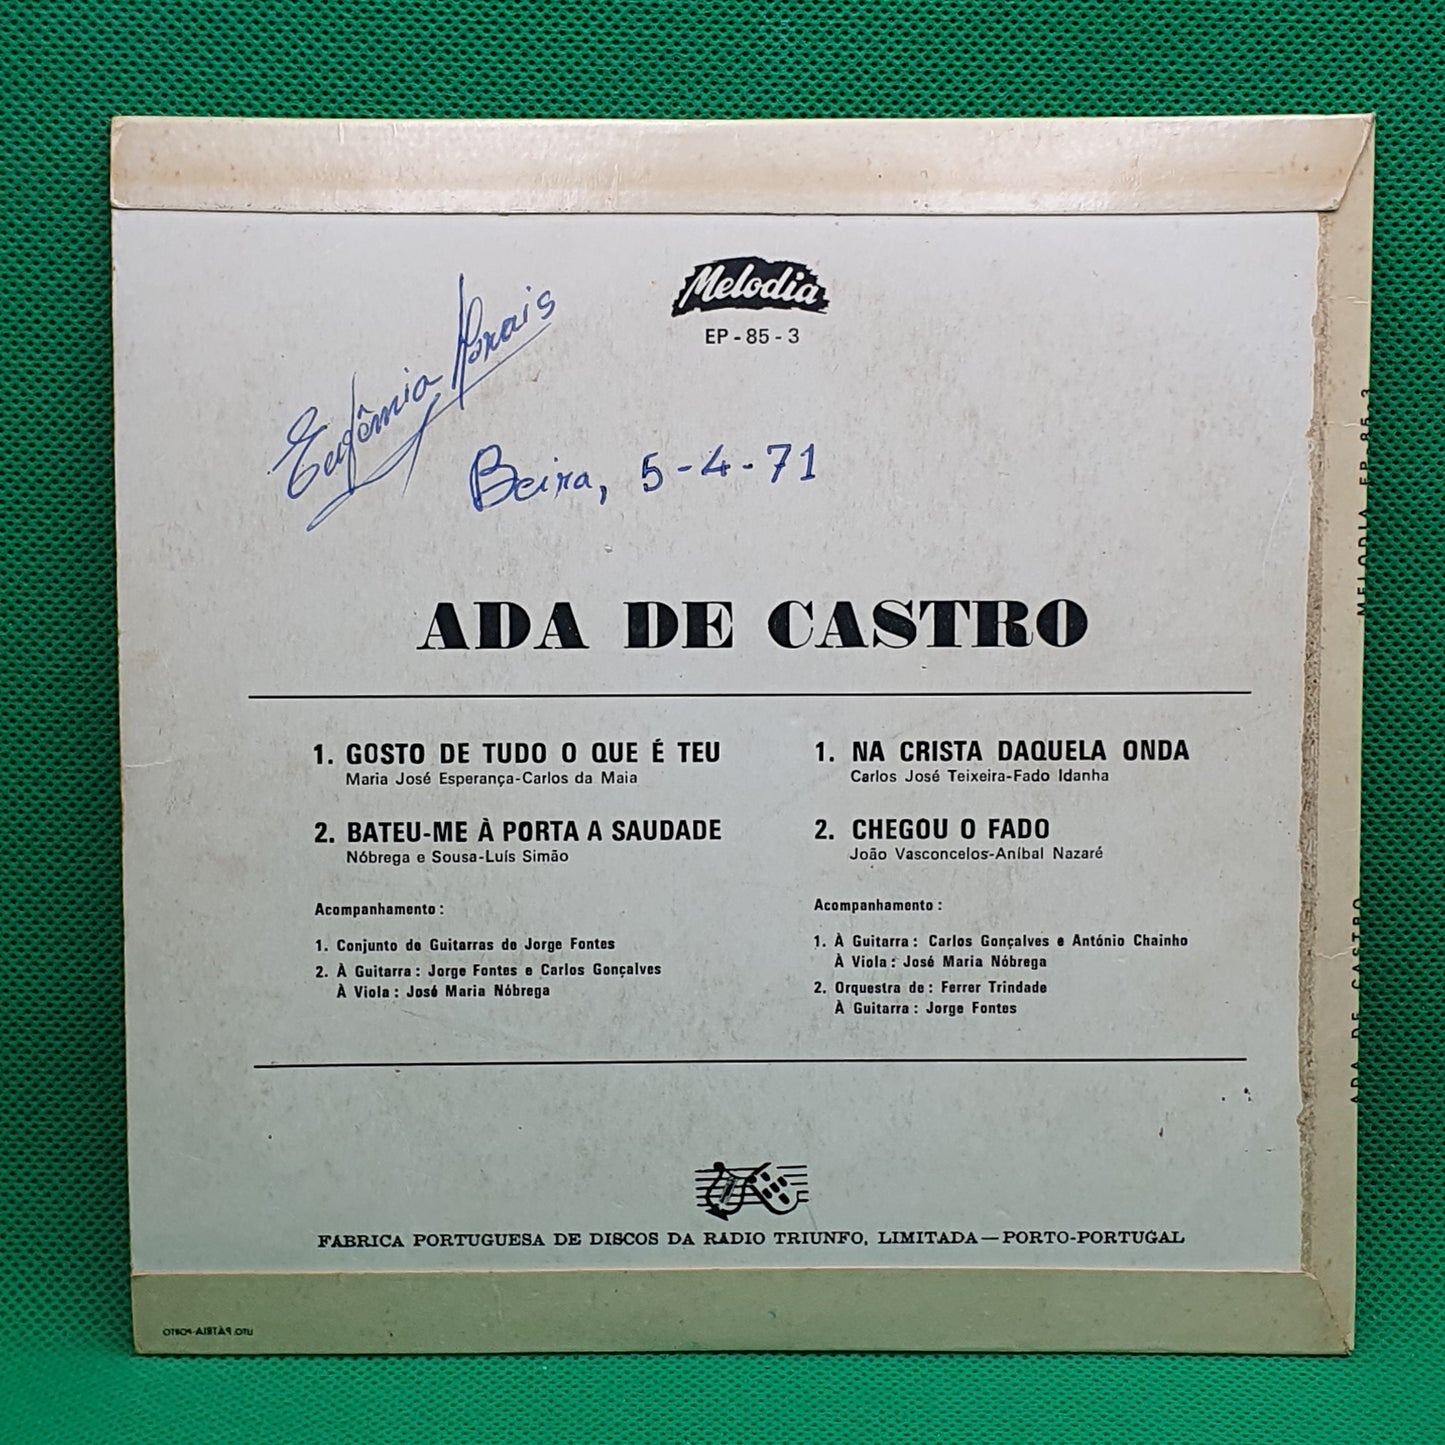 Melodia
EP - 85 - 3
Eufêmia Morais
Beira, 5-4-71
ADA DE CASTRO
1. GOSTO DE TUDO O QUE É TEU
Maria José Esperança-Carlos da Maia
2. BATEU-ME À PORTA A SAUDADE
Nóbrega e Sousa-Luís Simão
Acompanhamento :
1. Conjunto de Guitarras de Jorge Fontes
2. À Guitarra : Jorge Fontes e Carlos Gonçalves
À Viola : José Maria Nóbrega
1. NA CRISTA DAQUELA ONDA
Carlos José Teixeira-Fado Idanha
2. CHEGOU O FADO
João Vasconcelos-Aníbal Nazaré
Acompanhamento :
1. À Guitarra : Carlos Gonçalves e António Chainho
À Viola : José Maria Nóbrega
2. Orquestra de : Ferrer Trindade
À Guitarra : Jorge Fontes
FÁBRICA PORTUGUESA DE DISCOS DA RÁDIO TRIUNFO, LIMITADA — PORTO-PORTUGAL
LITO. PÁTRIA-PORTO
ADA DE CASTRO MELODIA EP-85-3